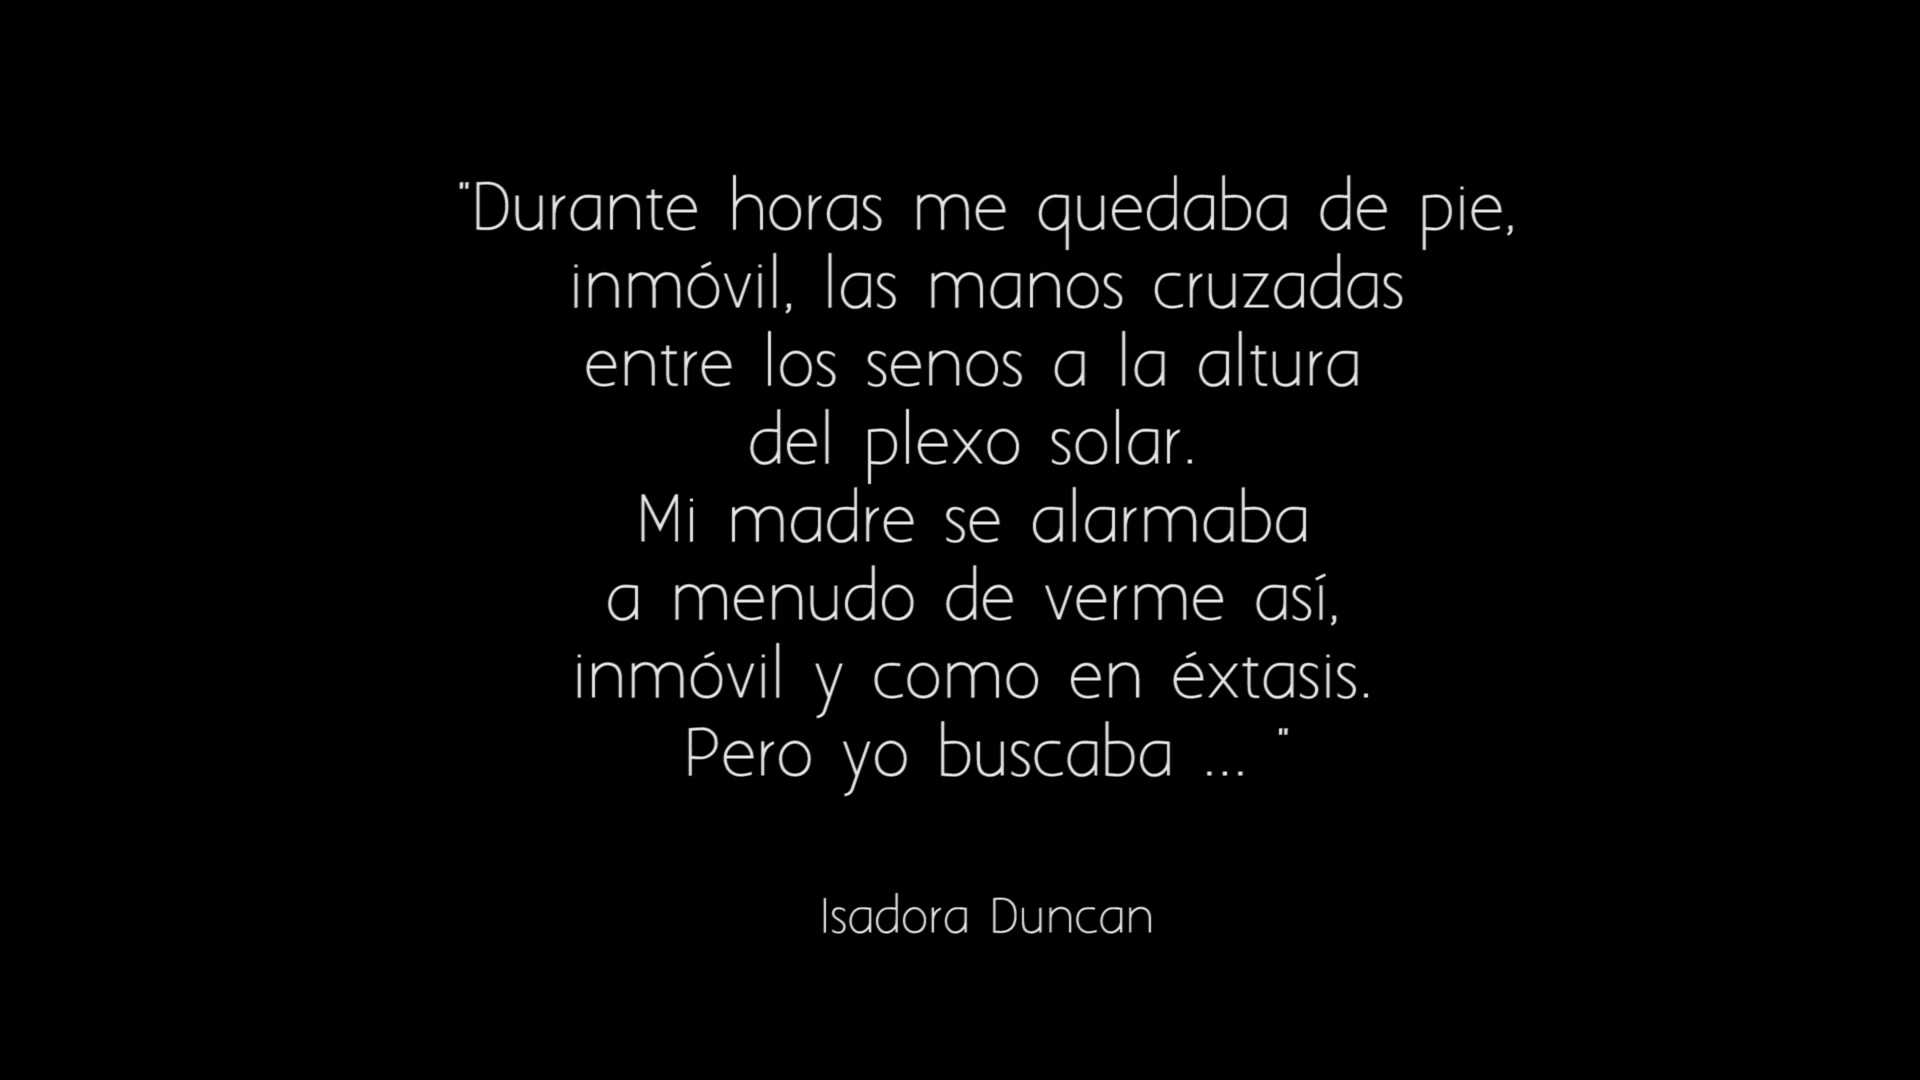 "Durante horas me quedaba de pie,
inmóvil, las manos cruzadas
entre los senos a la altura
del plexo solar.
Mi madre se alarmaba
a menudo de verme así,
inmóvil y como en éxtasis.
Pero yo buscaba ... "
Isadora Duncan